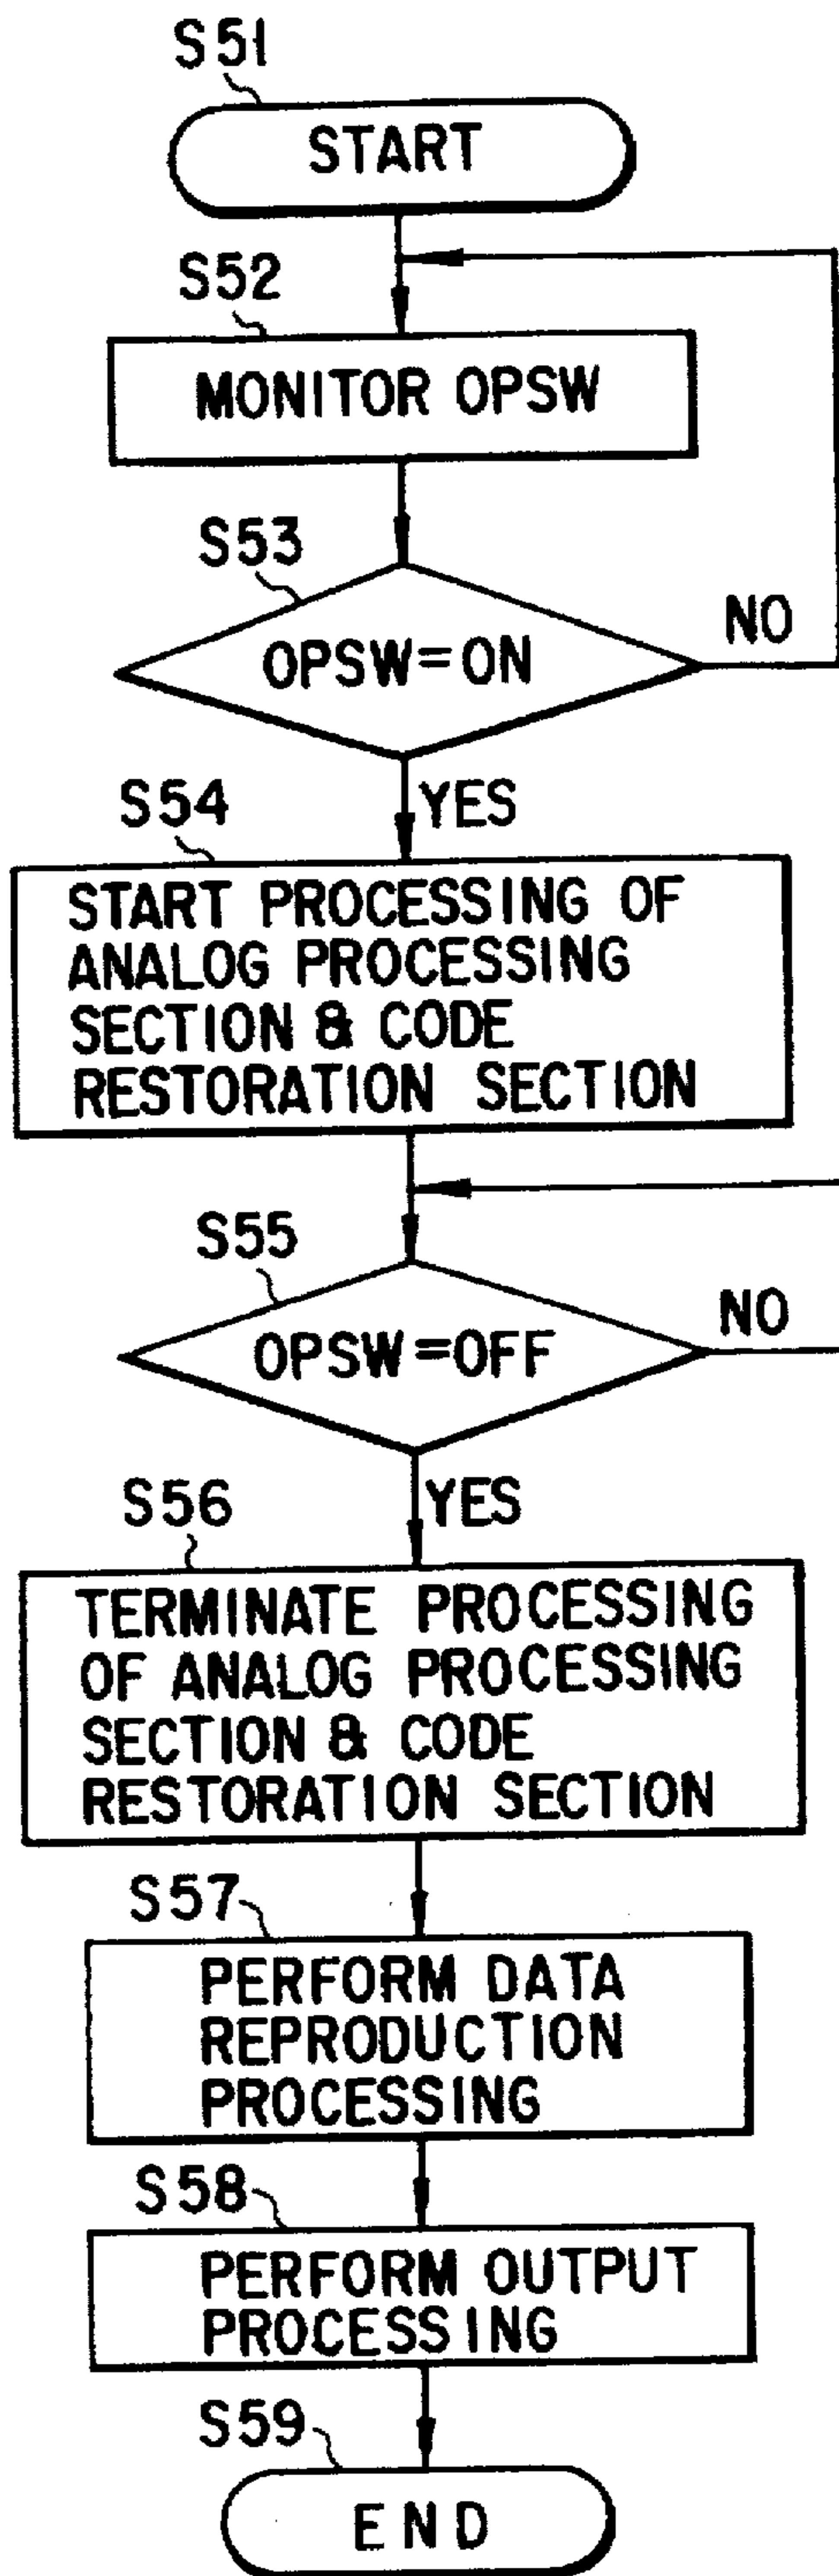 S51
START
S52
MONITOR OPSW
S53
OPSW=ON
NO
S54
YES
START PROCESSING OF
ANALOG PROCESSING
SECTION & CODE
RESTORATION SECTION
S55
OPSW=OFF
NO
S56
YES
TERMINATE PROCESSING
OF ANALOG PROCESSING
SECTION & CODE
RESTORATION SECTION
S57
PERFORM DATA
REPRODUCTION
PROCESSING
S58
PERFORM OUTPUT
PROCESSING
S59
END